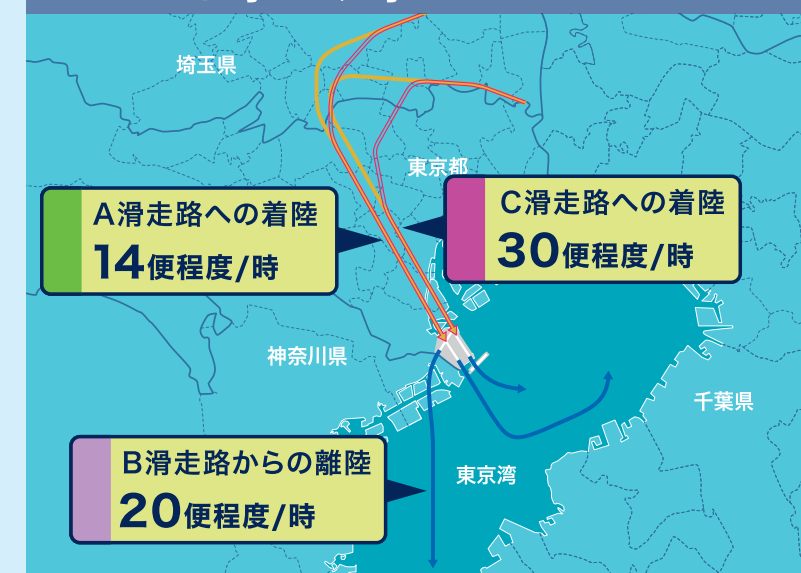 埼玉県
東京都
A滑走路への着陸
14便程度/時
C滑走路への着陸
30便程度/時
神奈川県
千葉県
B滑走路からの離陸
20便程度/時
東京湾